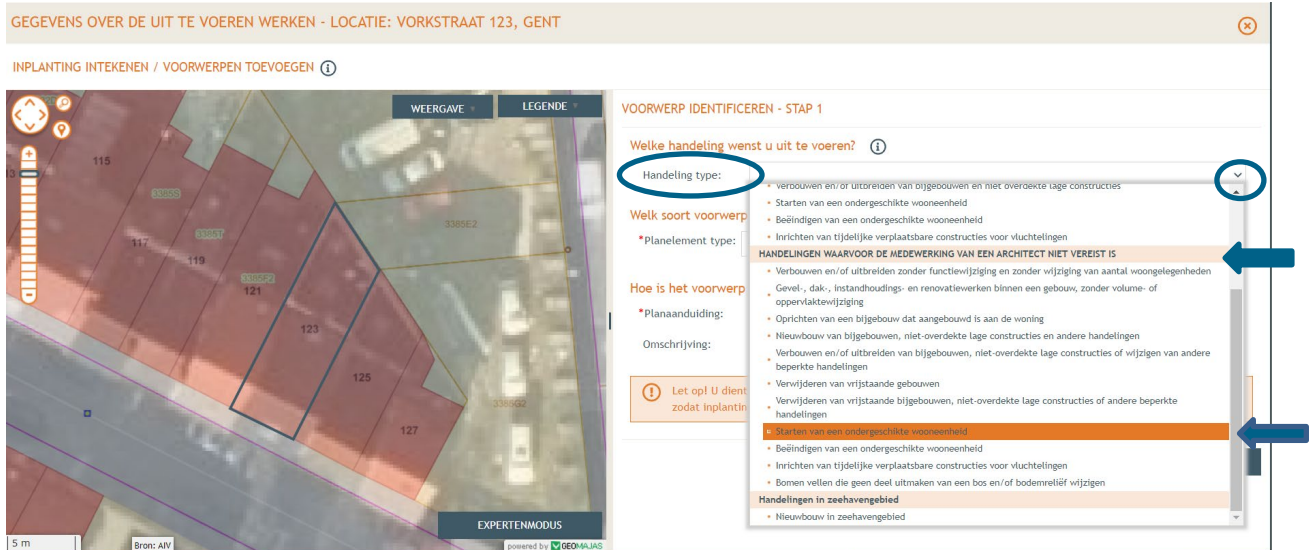 GEGEVENS OVER DE UIT TE VOEREN WERKEN - LOCATIE: VORKSTRAAT 123, GENT
INPLANTING INTEKENEN / VOORWERPEN TOEVOEGEN
WEERGAVE
LEGENDE
115
3385S
3385T
117
119
3385F2
121
123
125
127
3385E2
3385G2
EXPERTENMODUS
5 m
Bron: AIV
powered by GEOMAJAS
VOORWERP IDENTIFICEREN - STAP 1
Welke handeling wenst u uit te voeren?
Handeling type:
Welk soort voorwerp
*Planelement type:
Hoe is het voorwerp
*Planaanduiding:
Omschrijving:
Let op! U dient
zodat inplantin
Verbouwen en/of uitbreiden van bijgebouwen en niet overdekte lage constructies
Starten van een ondergeschikte wooneenheid
Beëindigen van een ondergeschikte wooneenheid
Inrichten van tijdelijke verplaatsbare constructies voor vluchtelingen
HANDELINGEN WAARVOOR DE MEDEWERKING VAN EEN ARCHITECT NIET VEREIST IS
Verbouwen en/of uitbreiden zonder functiewijziging en zonder wijziging van aantal woongelegenheden
Gevel-, dak-, instandhoudings- en renovatiewerken binnen een gebouw, zonder volume- of
oppervlaktewijziging
Oprichten van een bijgebouw dat aangebouwd is aan de woning
Nieuwbouw van bijgebouwen, niet-overdekte lage constructies en andere handelingen
Verbouwen en/of uitbreiden van bijgebouwen, niet-overdekte lage constructies of wijzigen van andere
beperkte handelingen
Verwijderen van vrijstaande gebouwen
Verwijderen van vrijstaande bijgebouwen, niet-overdekte lage constructies of andere beperkte
handelingen
Starten van een ondergeschikte wooneenheid
Beëindigen van een ondergeschikte wooneenheid
Inrichten van tijdelijke verplaatsbare constructies voor vluchtelingen
Bomen vellen die geen deel uitmaken van een bos en/of bodemreliëf wijzigen
Handelingen in zeehavengebied
Nieuwbouw in zeehavengebied